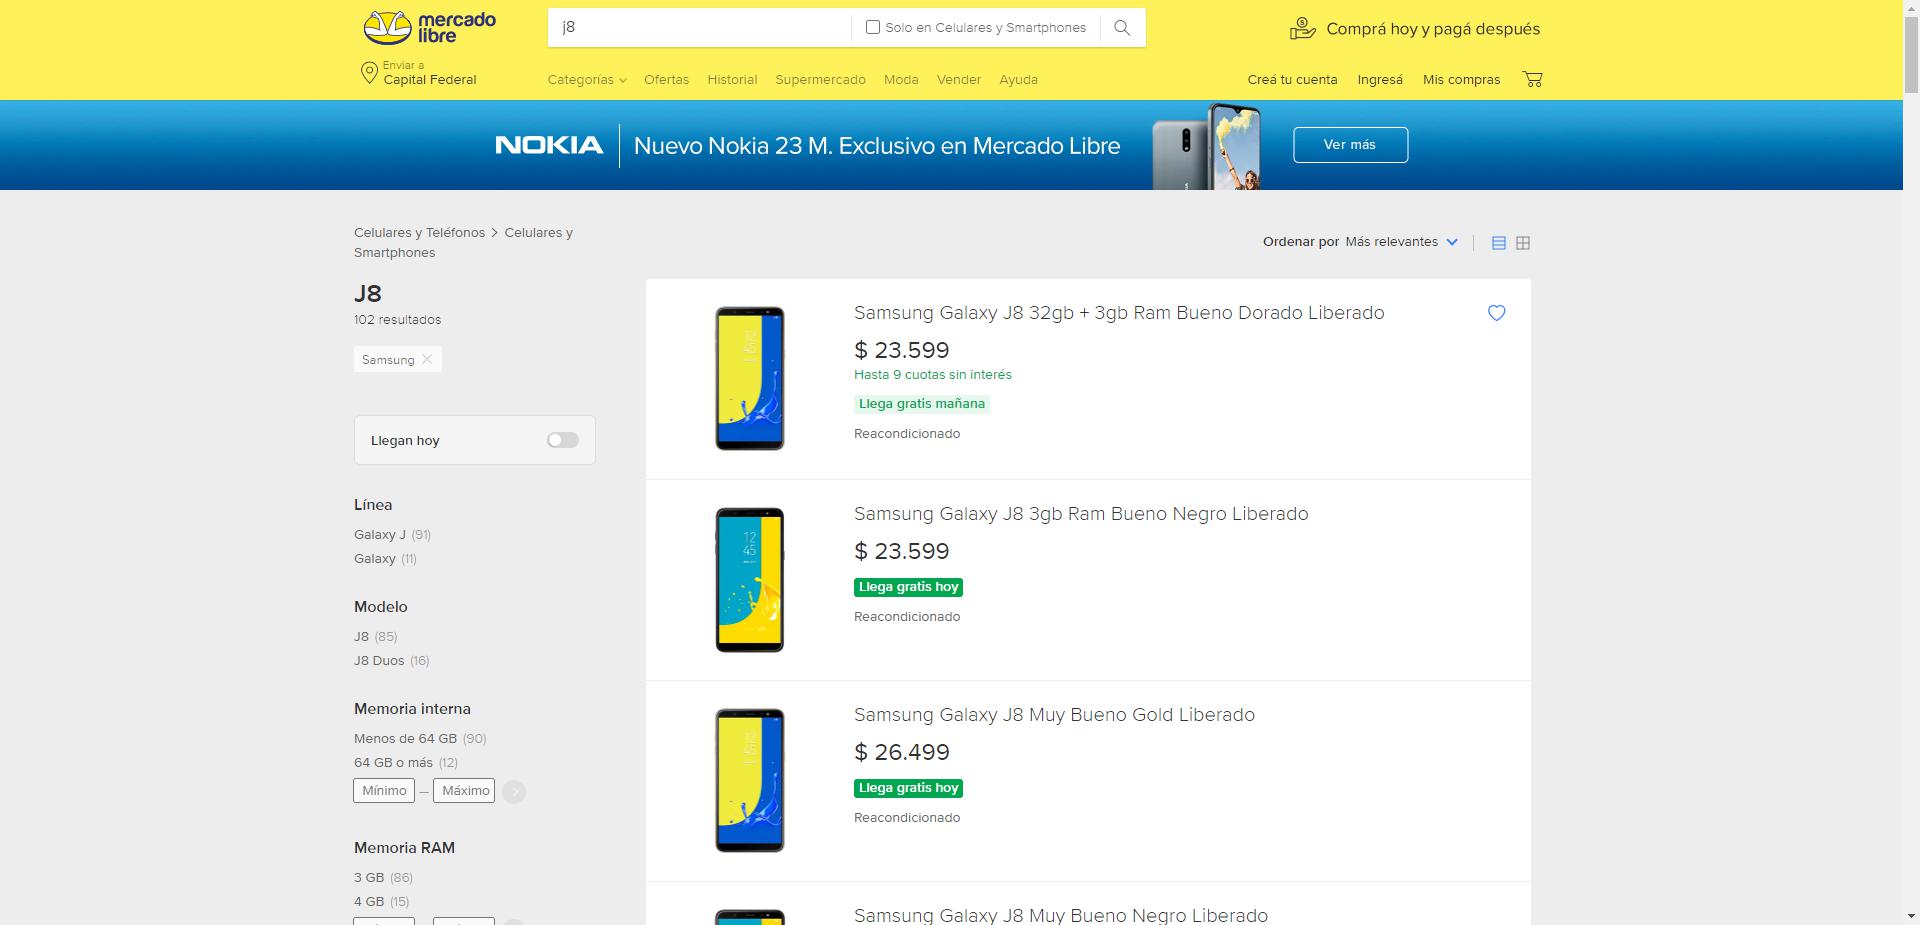 mercado
libre
j8
Solo en Celulares y Smartphones
Comprá hoy y pagá después
Enviar a
Capital Federal
Categorías Ofertas Historial Supermercado Moda Vender Ayuda
Creá tu cuenta Ingresá Mis compras
NOKIA Nuevo Nokia 23 M. Exclusivo en Mercado Libre
Ver más
Celulares y Teléfonos > Celulares y
Smartphones
Ordenar por Más relevantes
J8
102 resultados
Samsung
Llegan hoy
Línea
Galaxy J (91)
Galaxy (11)
Modelo
J8 (85)
J8 Duos (16)
Memoria interna
Menos de 64 GB (90)
64 GB o más (12)
Mínimo — Máximo
Memoria RAM
3 GB (86)
4 GB (15)
Samsung Galaxy J8 32gb + 3gb Ram Bueno Dorado Liberado
$ 23.599
Hasta 9 cuotas sin interés
Llega gratis mañana
Reacondicionado
Samsung Galaxy J8 3gb Ram Bueno Negro Liberado
$ 23.599
Llega gratis hoy
Reacondicionado
12
45
Samsung Galaxy J8 Muy Bueno Gold Liberado
$ 26.499
Llega gratis hoy
Reacondicionado
Samsung Galaxy J8 Muy Bueno Negro Liberado